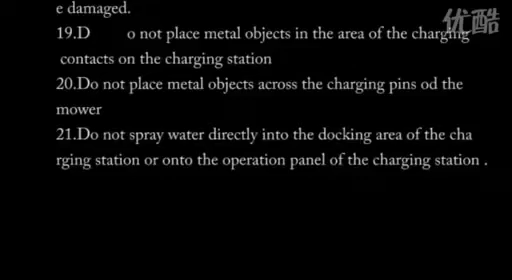 e damaged.
优酷
19.D o not place metal objects in the area of the charging
contacts on the charging station
20.Do not place metal objects across the charging pins od the
mower
21.Do not spray water directly into the docking area of the cha
rging station or onto the operation panel of the charging station .